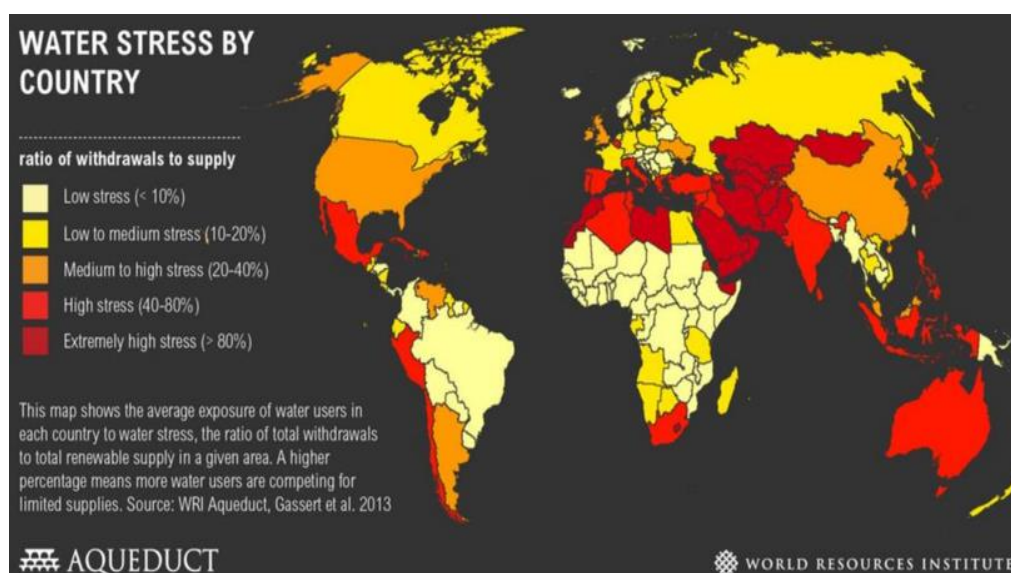 WATER STRESS BY
COUNTRY
ratio of withdrawals to supply
Low stress (< 10%)
Low to medium stress (10-20%)
Medium to high stress (20-40%)
High stress (40-80%)
Extremely high stress (> 80%)
This map shows the average exposure of water users in
each country to water stress, the ratio of total withdrawals
to total renewable supply in a given area. A higher
percentage means more water users are competing for
limited supplies. Source: WRI Aqueduct, Gassert et al. 2013
AQUEDUCT
WORLD RESOURCES INSTITUTE